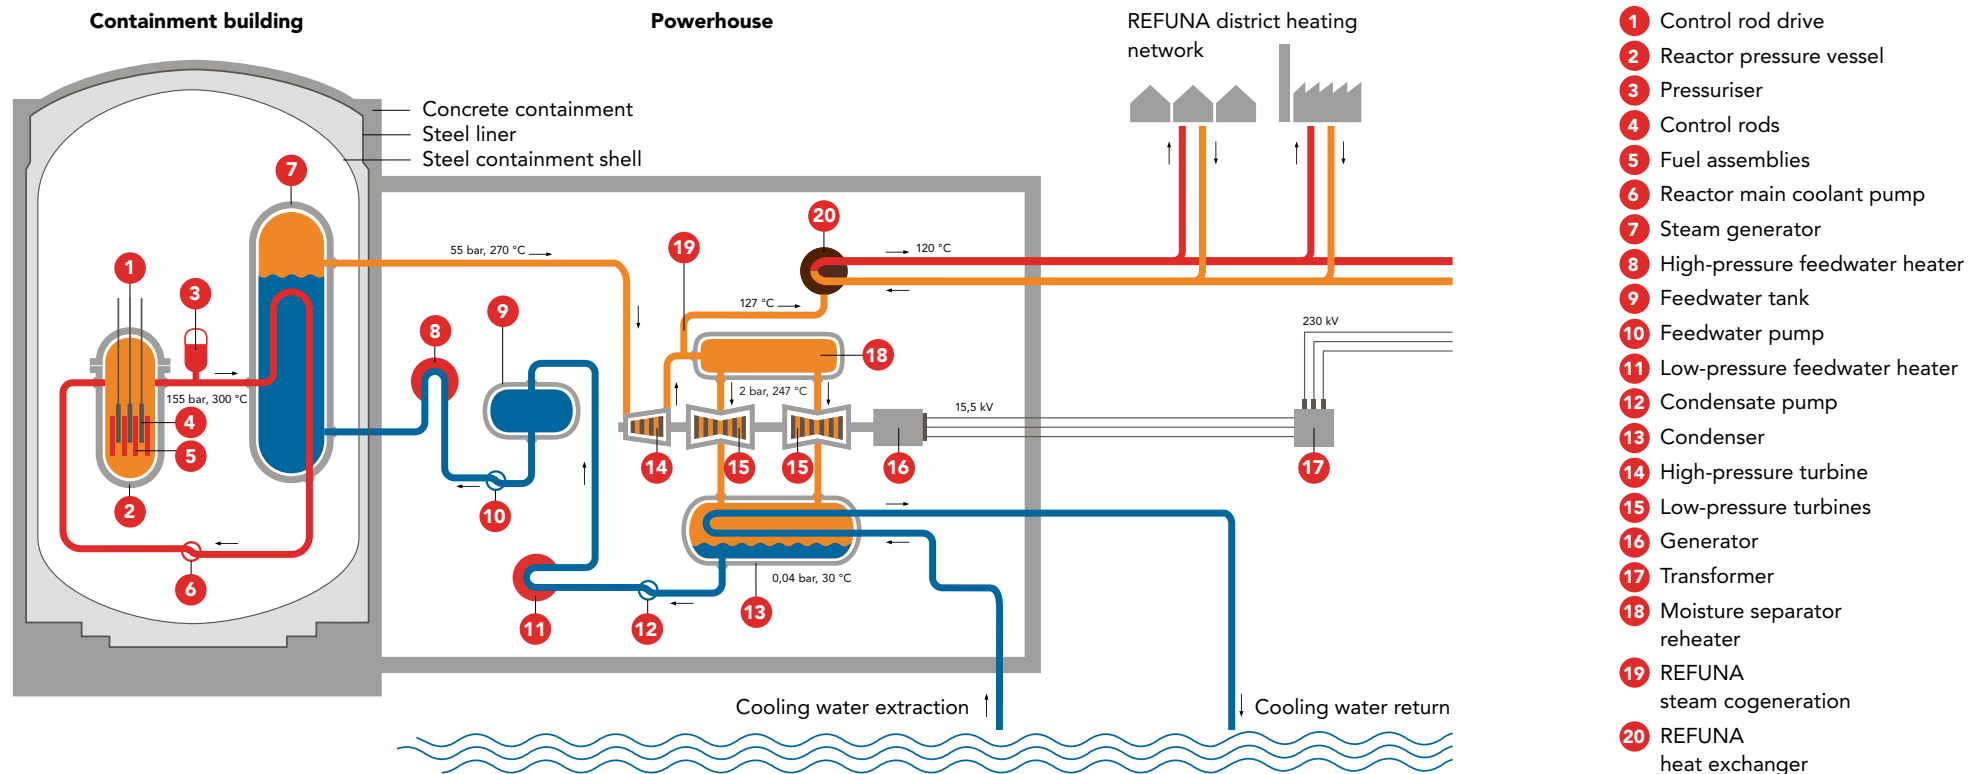 Containment building
Powerhouse
REFUNA district heating
network
Concrete containment
Steel liner
Steel containment shell
7
20
19
1
3
9
8
18
4
5
2
6
10
11
12
13
14
15
15
16
17
55 bar, 270 °C
120 °C
127 °C
230 kV
155 bar, 300 °C
2 bar, 247 °C
15,5 kV
0,04 bar, 30 °C
Cooling water extraction
Cooling water return
1 Control rod drive
2 Reactor pressure vessel
3 Pressuriser
4 Control rods
5 Fuel assemblies
6 Reactor main coolant pump
7 Steam generator
8 High-pressure feedwater heater
9 Feedwater tank
10 Feedwater pump
11 Low-pressure feedwater heater
12 Condensate pump
13 Condenser
14 High-pressure turbine
15 Low-pressure turbines
16 Generator
17 Transformer
18 Moisture separator
reheater
19 REFUNA
steam cogeneration
20 REFUNA
heat exchanger